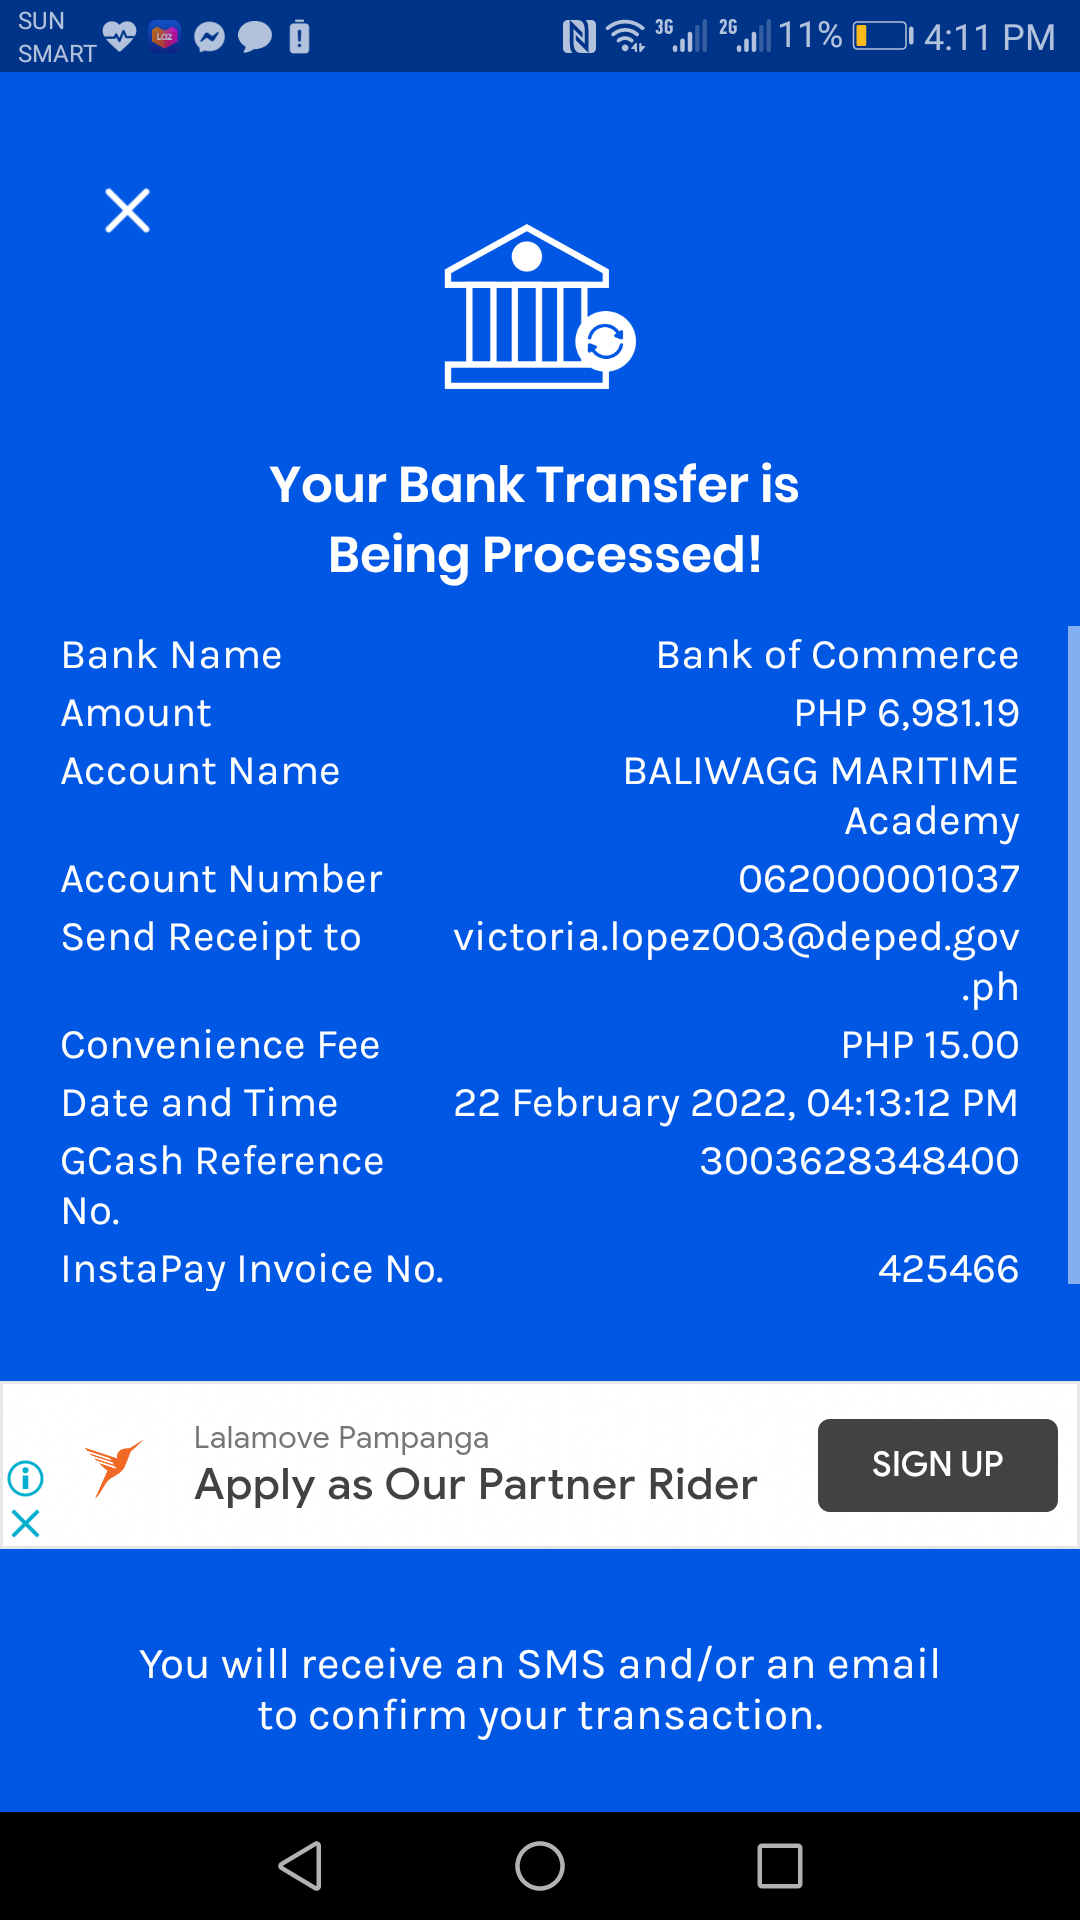 SUN
SMART
Laz
3G 2G 11% 4:11 PM
Your Bank Transfer is
Being Processed!
Bank Name Bank of Commerce
Amount PHP 6,981.19
Account Name BALIWAGG MARITIME
Academy
Account Number 062000001037
Send Receipt to victoria.lopez003@deped.gov
.ph
Convenience Fee PHP 15.00
Date and Time 22 February 2022, 04:13:12 PM
GCash Reference 3003628348400
No.
InstaPay Invoice No. 425466
Lalamove Pampanga
Apply as Our Partner Rider
SIGN UP
You will receive an SMS and/or an email
to confirm your transaction.